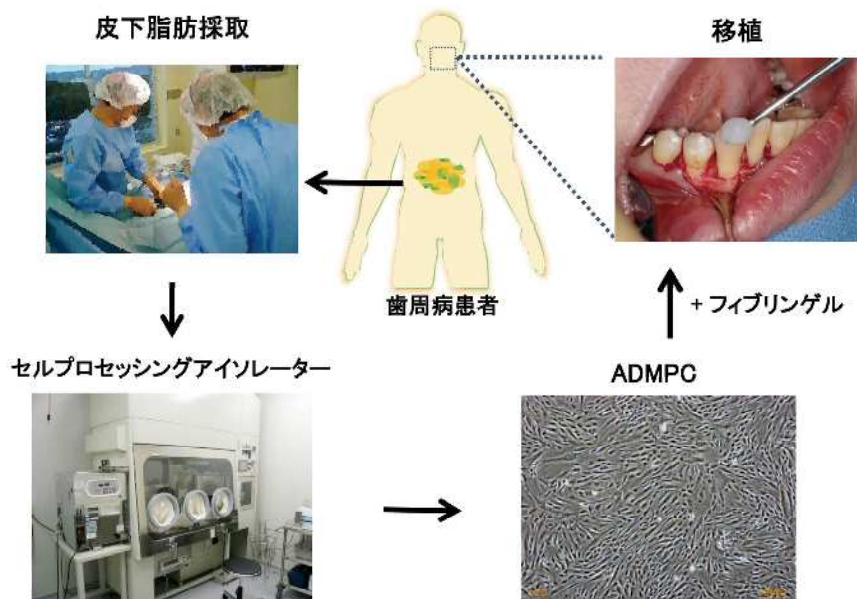 皮下脂肪採取
移植
歯周病患者
+ フィブリンゲル
セルプロセッシングアイソレーター
ADMPC